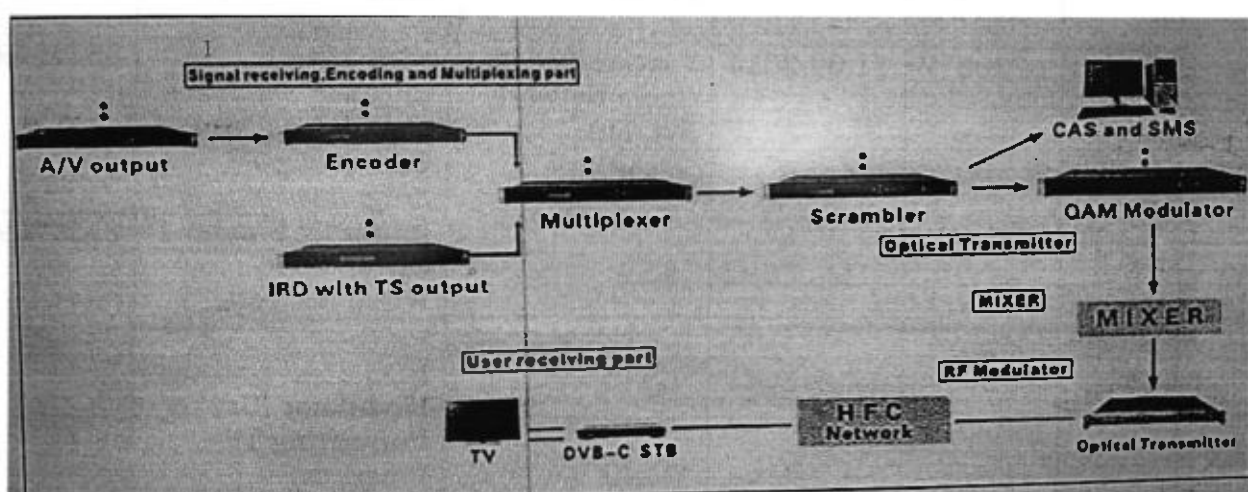 Signal receiving,Encoding and Multiplexing part
A/V output
Encoder
CAS and SMS
Multiplexer
Scrambler
QAM Modulator
IRD with TS output
Optical Transmitter
MIXER
MIXER
User receiving part
RF Modulator
HFC
Network
TV
DVB-C STB
Optical Transmitter